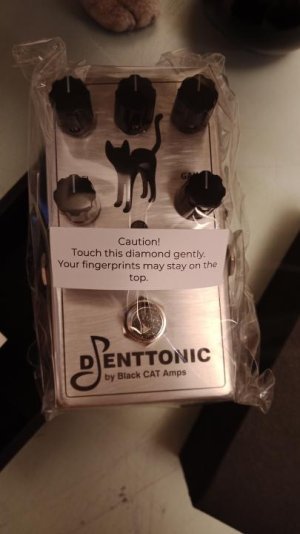 Caution!
Touch this diamond gently.
Your fingerprints may stay on the
top.
DJENTTONIC
by Black CAT Amps